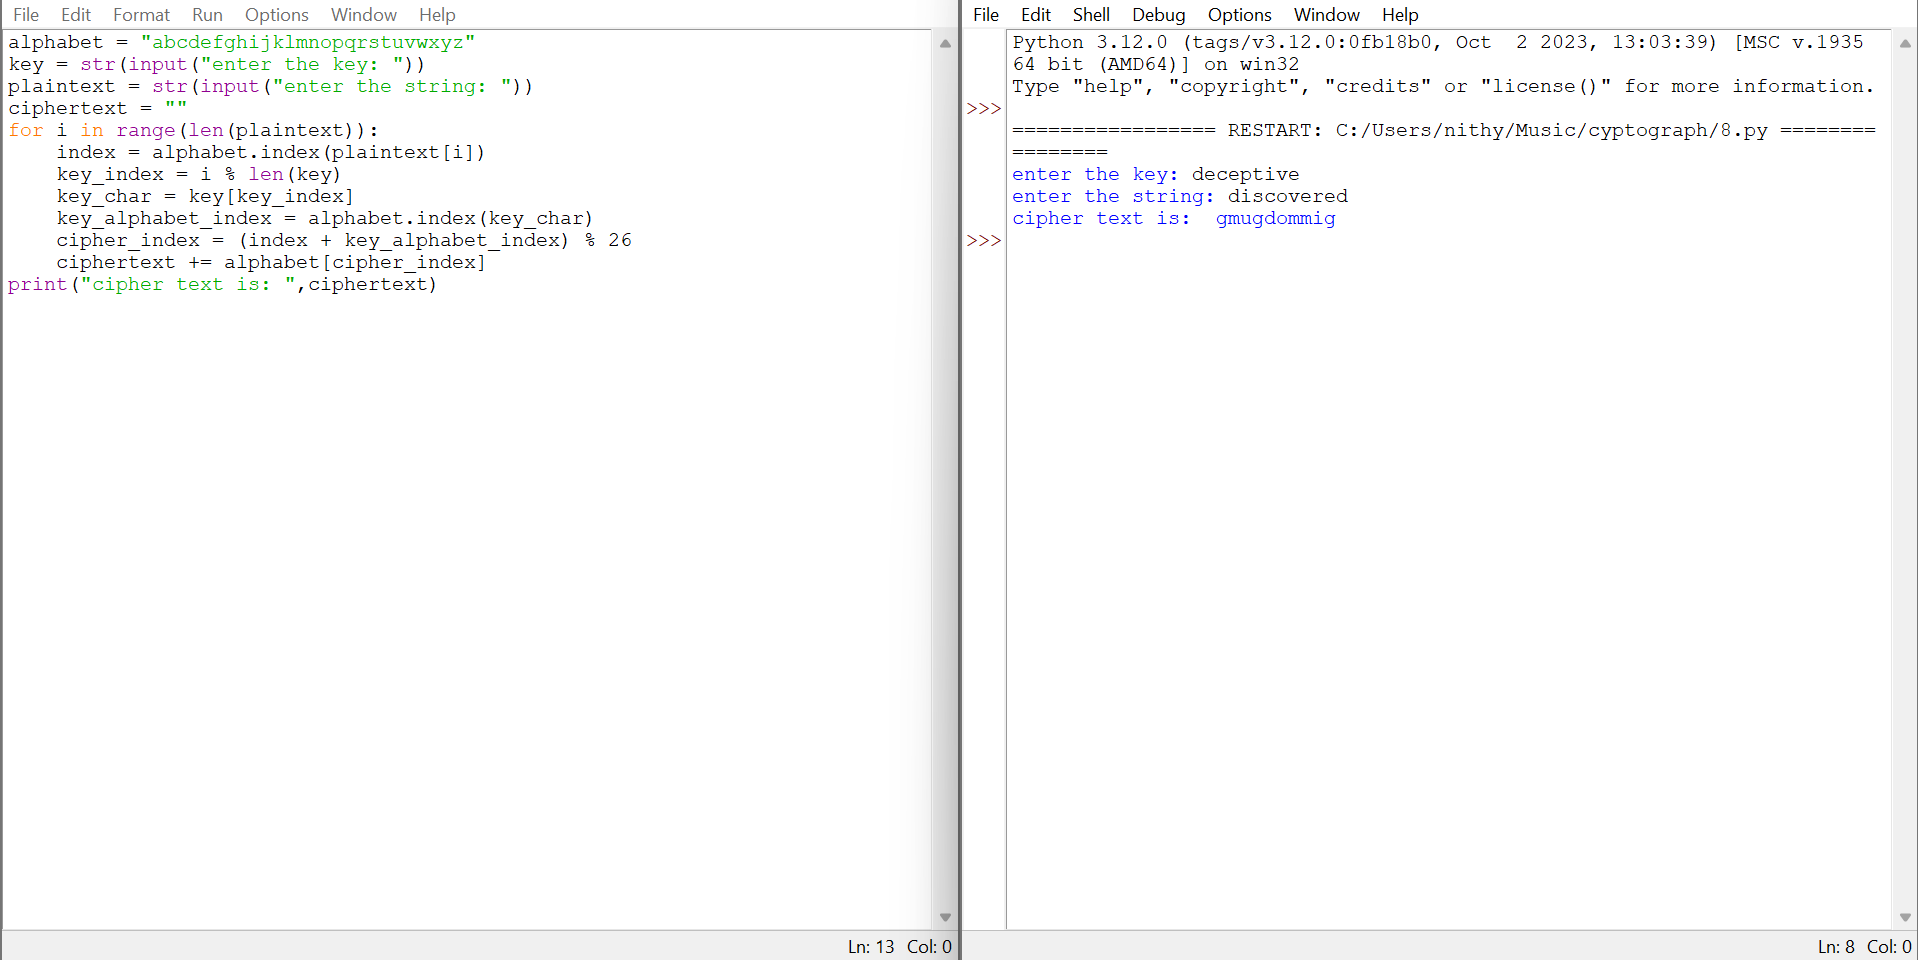 File Edit Format Run Options Window Help
alphabet = "abcdefghijklmnopqrstuvwxyz"
key = str(input("enter the key: "))
plaintext = str(input("enter the string: "))
ciphertext = ""
for i in range(len(plaintext)):
    index = alphabet.index(plaintext[i])
    key_index = i % len(key)
    key_char = key[key_index]
    key_alphabet_index = alphabet.index(key_char)
    cipher_index = (index + key_alphabet_index) % 26
    ciphertext += alphabet[cipher_index]
print("cipher text is: ",ciphertext)
Ln: 13 Col: 0
File Edit Shell Debug Options Window Help
Python 3.12.0 (tags/v3.12.0:0fb18b0, Oct  2 2023, 13:03:39) [MSC v.1935
64 bit (AMD64)] on win32
Type "help", "copyright", "credits" or "license()" for more information.
>>>
================= RESTART: C:/Users/nithy/Music/cyptograph/8.py ========
========
enter the key: deceptive
enter the string: discovered
cipher text is:  gmugdommig
>>>
Ln: 8 Col: 0